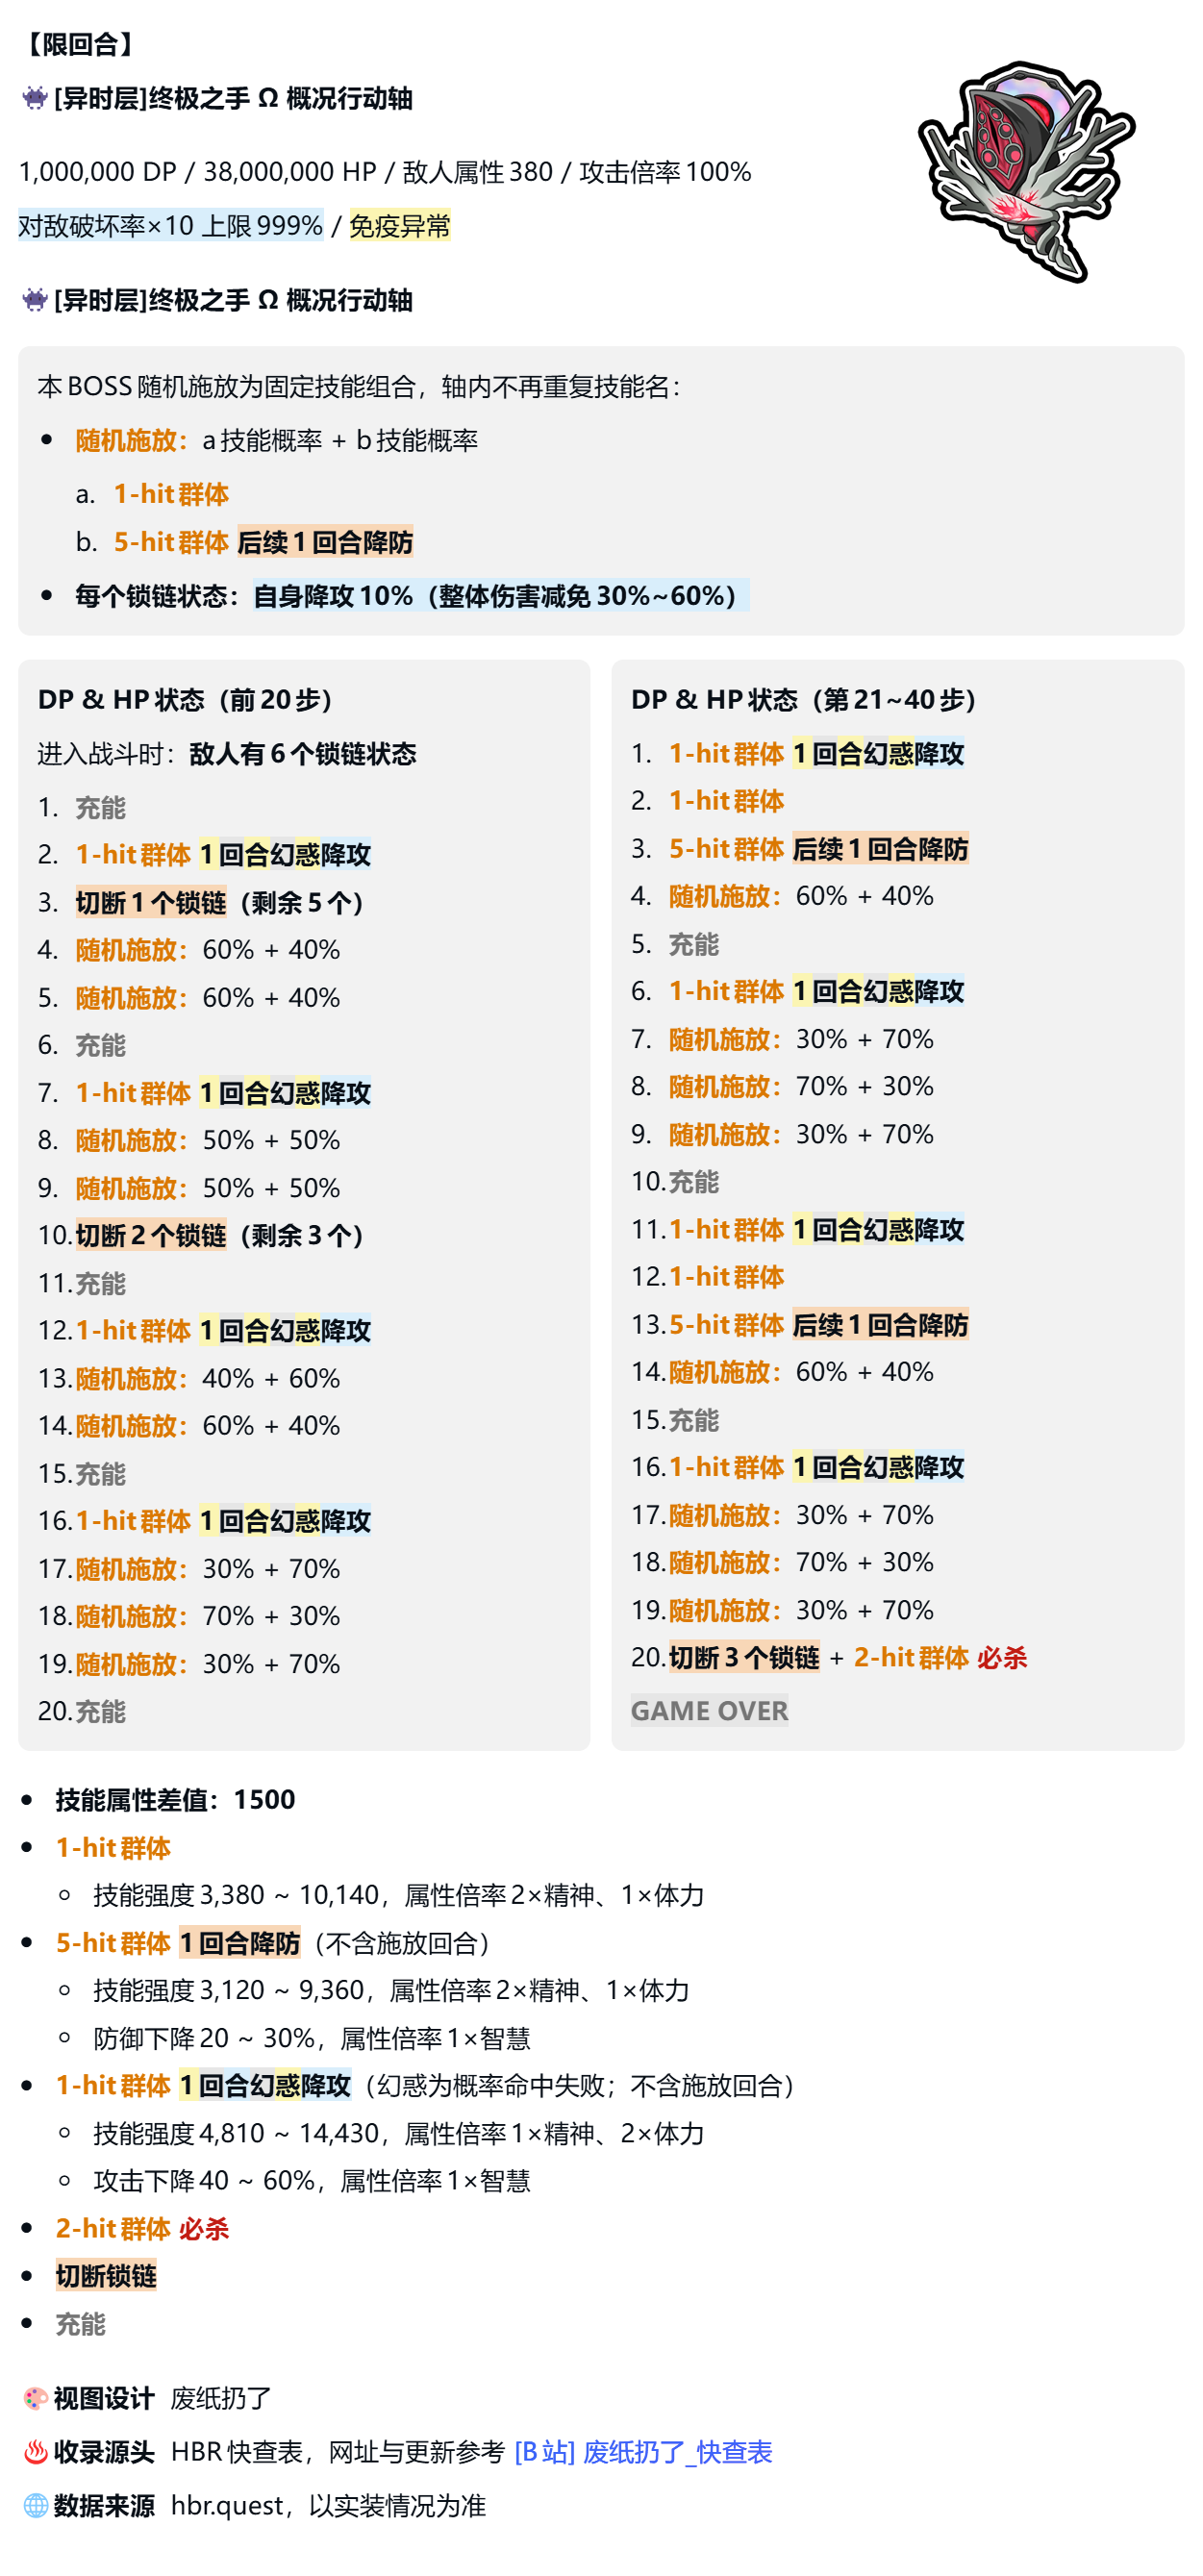 【限回合】
[异时层]终极之手 Ω 概况行动轴
1,000,000 DP / 38,000,000 HP / 敌人属性 380 / 攻击倍率 100%
对敌破坏率×10 上限 999% / 免疫异常
[异时层]终极之手 Ω 概况行动轴
本 BOSS 随机施放为固定技能组合，轴内不再重复技能名：
● 随机施放：a 技能概率 + b 技能概率
a. 1-hit 群体
b. 5-hit 群体 后续 1 回合降防
● 每个锁链状态：自身降攻 10%（整体伤害减免 30%~60%）
DP & HP 状态（前 20 步）
进入战斗时：敌人有 6 个锁链状态
1. 充能
2. 1-hit 群体 1 回合幻惑降攻
3. 切断 1 个锁链（剩余 5 个）
4. 随机施放：60% + 40%
5. 随机施放：60% + 40%
6. 充能
7. 1-hit 群体 1 回合幻惑降攻
8. 随机施放：50% + 50%
9. 随机施放：50% + 50%
10. 切断 2 个锁链（剩余 3 个）
11. 充能
12. 1-hit 群体 1 回合幻惑降攻
13. 随机施放：40% + 60%
14. 随机施放：60% + 40%
15. 充能
16. 1-hit 群体 1 回合幻惑降攻
17. 随机施放：30% + 70%
18. 随机施放：70% + 30%
19. 随机施放：30% + 70%
20. 充能
DP & HP 状态（第 21~40 步）
1. 1-hit 群体 1 回合幻惑降攻
2. 1-hit 群体
3. 5-hit 群体 后续 1 回合降防
4. 随机施放：60% + 40%
5. 充能
6. 1-hit 群体 1 回合幻惑降攻
7. 随机施放：30% + 70%
8. 随机施放：70% + 30%
9. 随机施放：30% + 70%
10. 充能
11. 1-hit 群体 1 回合幻惑降攻
12. 1-hit 群体
13. 5-hit 群体 后续 1 回合降防
14. 随机施放：60% + 40%
15. 充能
16. 1-hit 群体 1 回合幻惑降攻
17. 随机施放：30% + 70%
18. 随机施放：70% + 30%
19. 随机施放：30% + 70%
20. 切断 3 个锁链 + 2-hit 群体 必杀
GAME OVER
● 技能属性差值：1500
● 1-hit 群体
○ 技能强度 3,380 ~ 10,140，属性倍率 2×精神、1×体力
● 5-hit 群体 1 回合降防（不含施放回合）
○ 技能强度 3,120 ~ 9,360，属性倍率 2×精神、1×体力
○ 防御下降 20 ~ 30%，属性倍率 1×智慧
● 1-hit 群体 1 回合幻惑降攻（幻惑为概率命中失败；不含施放回合）
○ 技能强度 4,810 ~ 14,430，属性倍率 1×精神、2×体力
○ 攻击下降 40 ~ 60%，属性倍率 1×智慧
● 2-hit 群体 必杀
● 切断锁链
● 充能
视图设计 废纸扔了
收录源头 HBR 快查表，网址与更新参考 [B 站] 废纸扔了_快查表
数据来源 hbr.quest，以实装情况为准